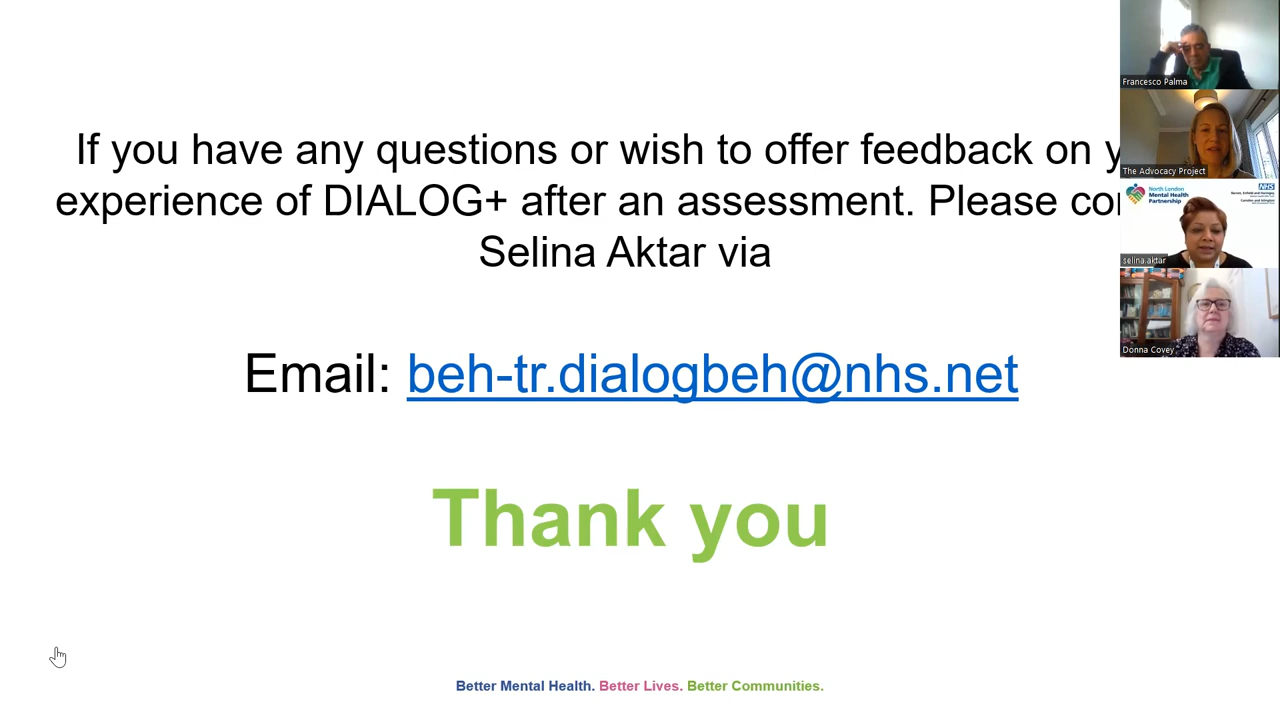 If you have any questions or wish to offer feedback on y
experience of DIALOG+ after an assessment. Please con
Selina Aktar via
Email: beh-tr.dialogbeh@nhs.net
Thank you
Better Mental Health. Better Lives. Better Communities.
Francesco Palma
The Advocacy Project
North London
Mental Health
Partnership
NHS
selina.aktar
Donna Covey